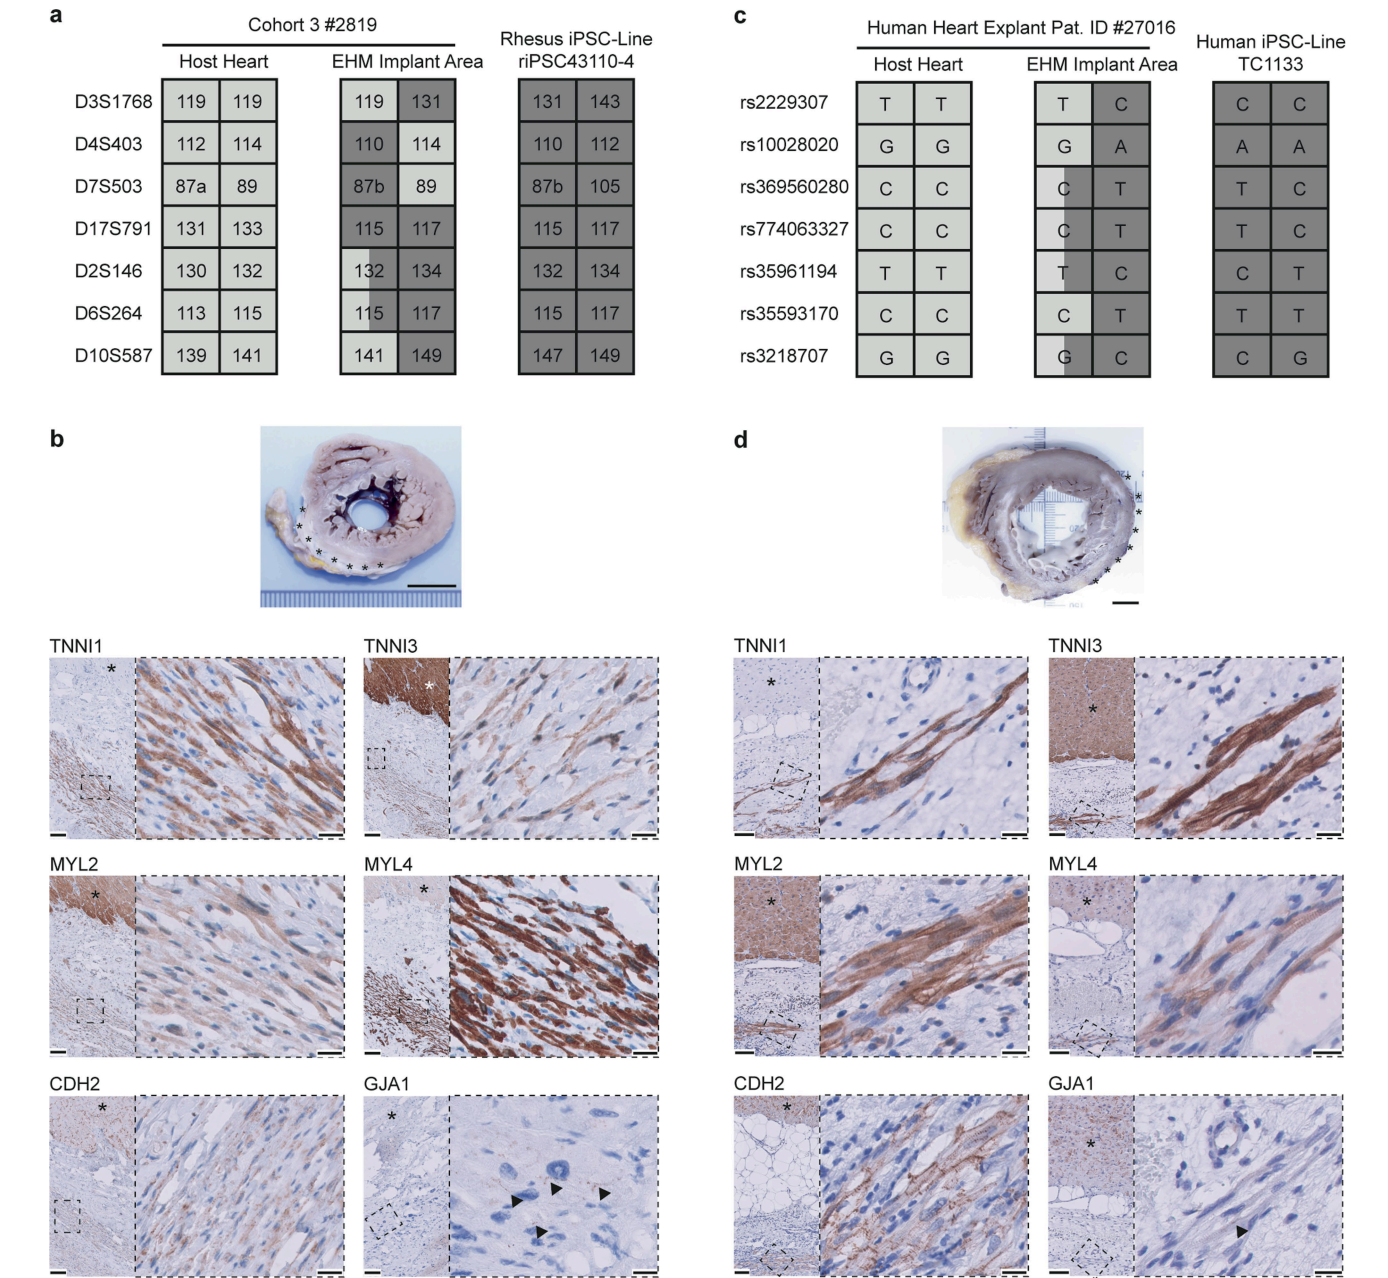 a
Cohort 3 #2819
Host Heart
EHM Implant Area
Rhesus iPSC-Line
riPSC43110-4
D3S1768 119 119 119 131 131 143
D4S403 112 114 110 114 110 112
D7S503 87a 89 87b 89 87b 105
D17S791 131 133 115 117 115 117
D2S146 130 132 132 134 132 134
D6S264 113 115 115 117 115 117
D10S587 139 141 141 149 147 149
c
Human Heart Explant Pat. ID #27016
Host Heart
EHM Implant Area
Human iPSC-Line
TC1133
rs2229307 T T T C C C
rs10028020 G G G A A A
rs369560280 C C C T T C
rs774063327 C C C T T C
rs35961194 T T T C C T
rs35593170 C C C T T T
rs3218707 G G G C C G
b
TNNI1
TNNI3
MYL2
MYL4
CDH2
GJA1
d
TNNI1
TNNI3
MYL2
MYL4
CDH2
GJA1